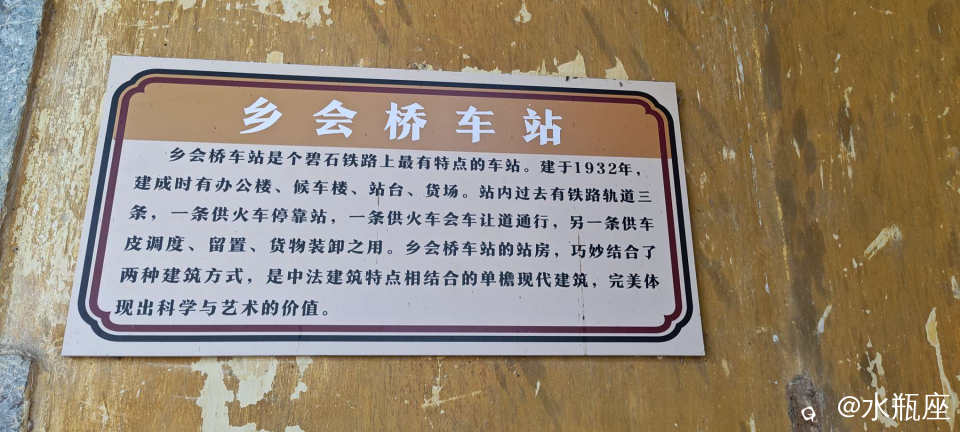 乡会桥车站
乡会桥车站是个碧石铁路上最有特点的车站。建于1932年，
建成时有办公楼、候车楼、站台、货场。站内过去有铁路轨道三
条，一条供火车停靠站，一条供火车会车让道通行，另一条供车
皮调度、留置、货物装卸之用。乡会桥车站的站房，巧妙结合了
两种建筑方式，是中法建筑特点相结合的单檐现代建筑，完美体
现出科学与艺术的价值。
@水瓶座